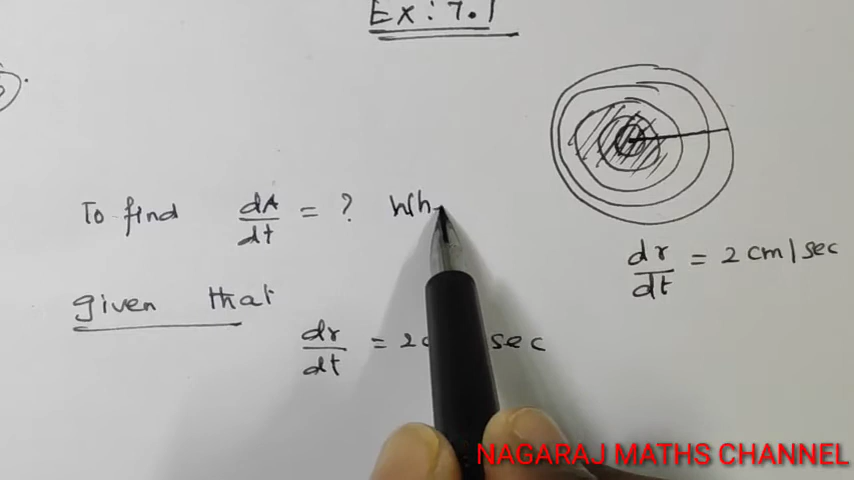 Ex: 7.1
To find dA/dt = ? Wh
dr/dt = 2 cm/sec
given that
dr/dt = 2c sec
NAGARAJ MATHS CHANNEL